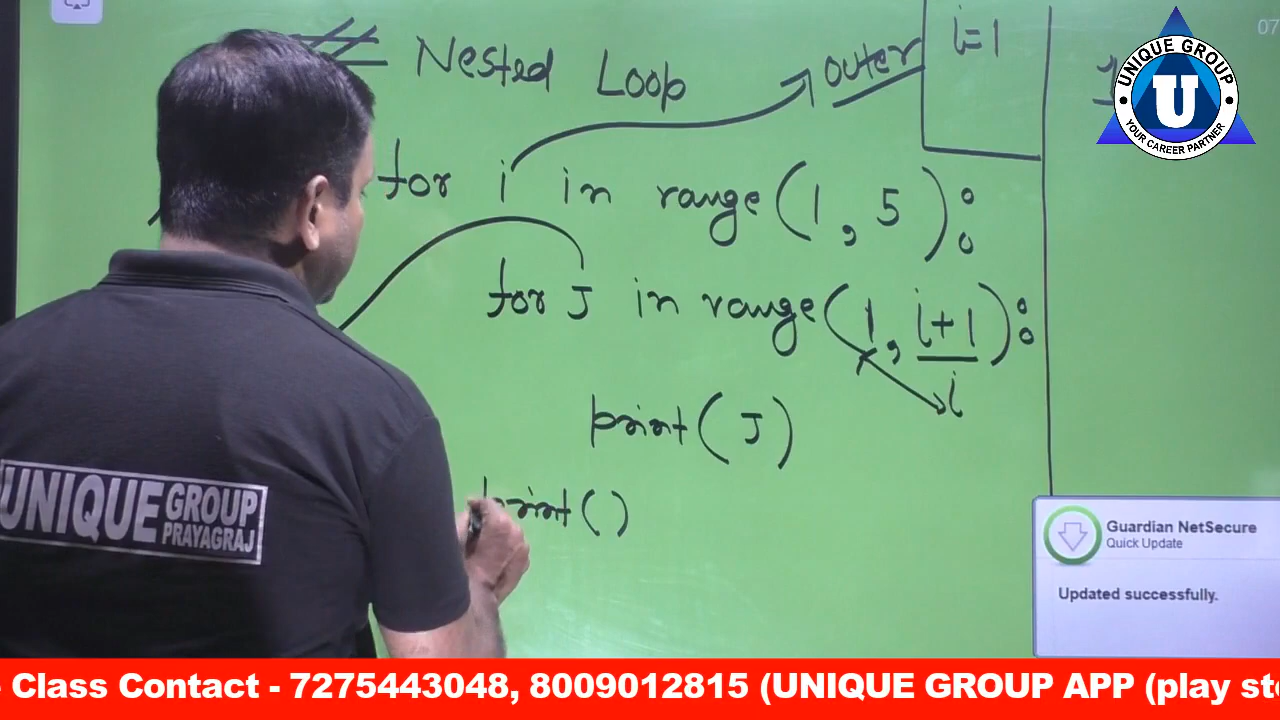 Nested Loop
outer
i=1
07
for i in range(1, 5):
for J in range(1, i+1):
i
print(J)
print()
UNIQUE GROUP
U
YOUR CAREER PARTNER
UNIQUE GROUP
PRAYAGRAJ
Guardian NetSecure
Quick Update
Updated successfully.
- Class Contact - 7275443048, 8009012815 (UNIQUE GROUP APP (play sto